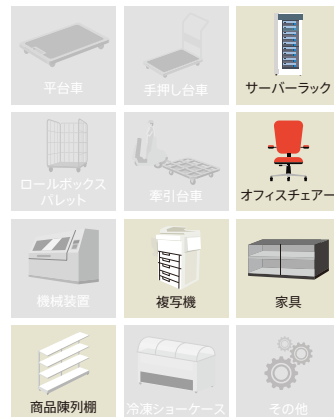 平台車
手押し台車
サーバーラック
ロールボックス
パレット
牽引台車
オフィスチェアー
機械装置
複写機
家具
商品陳列棚
冷凍ショーケース
その他